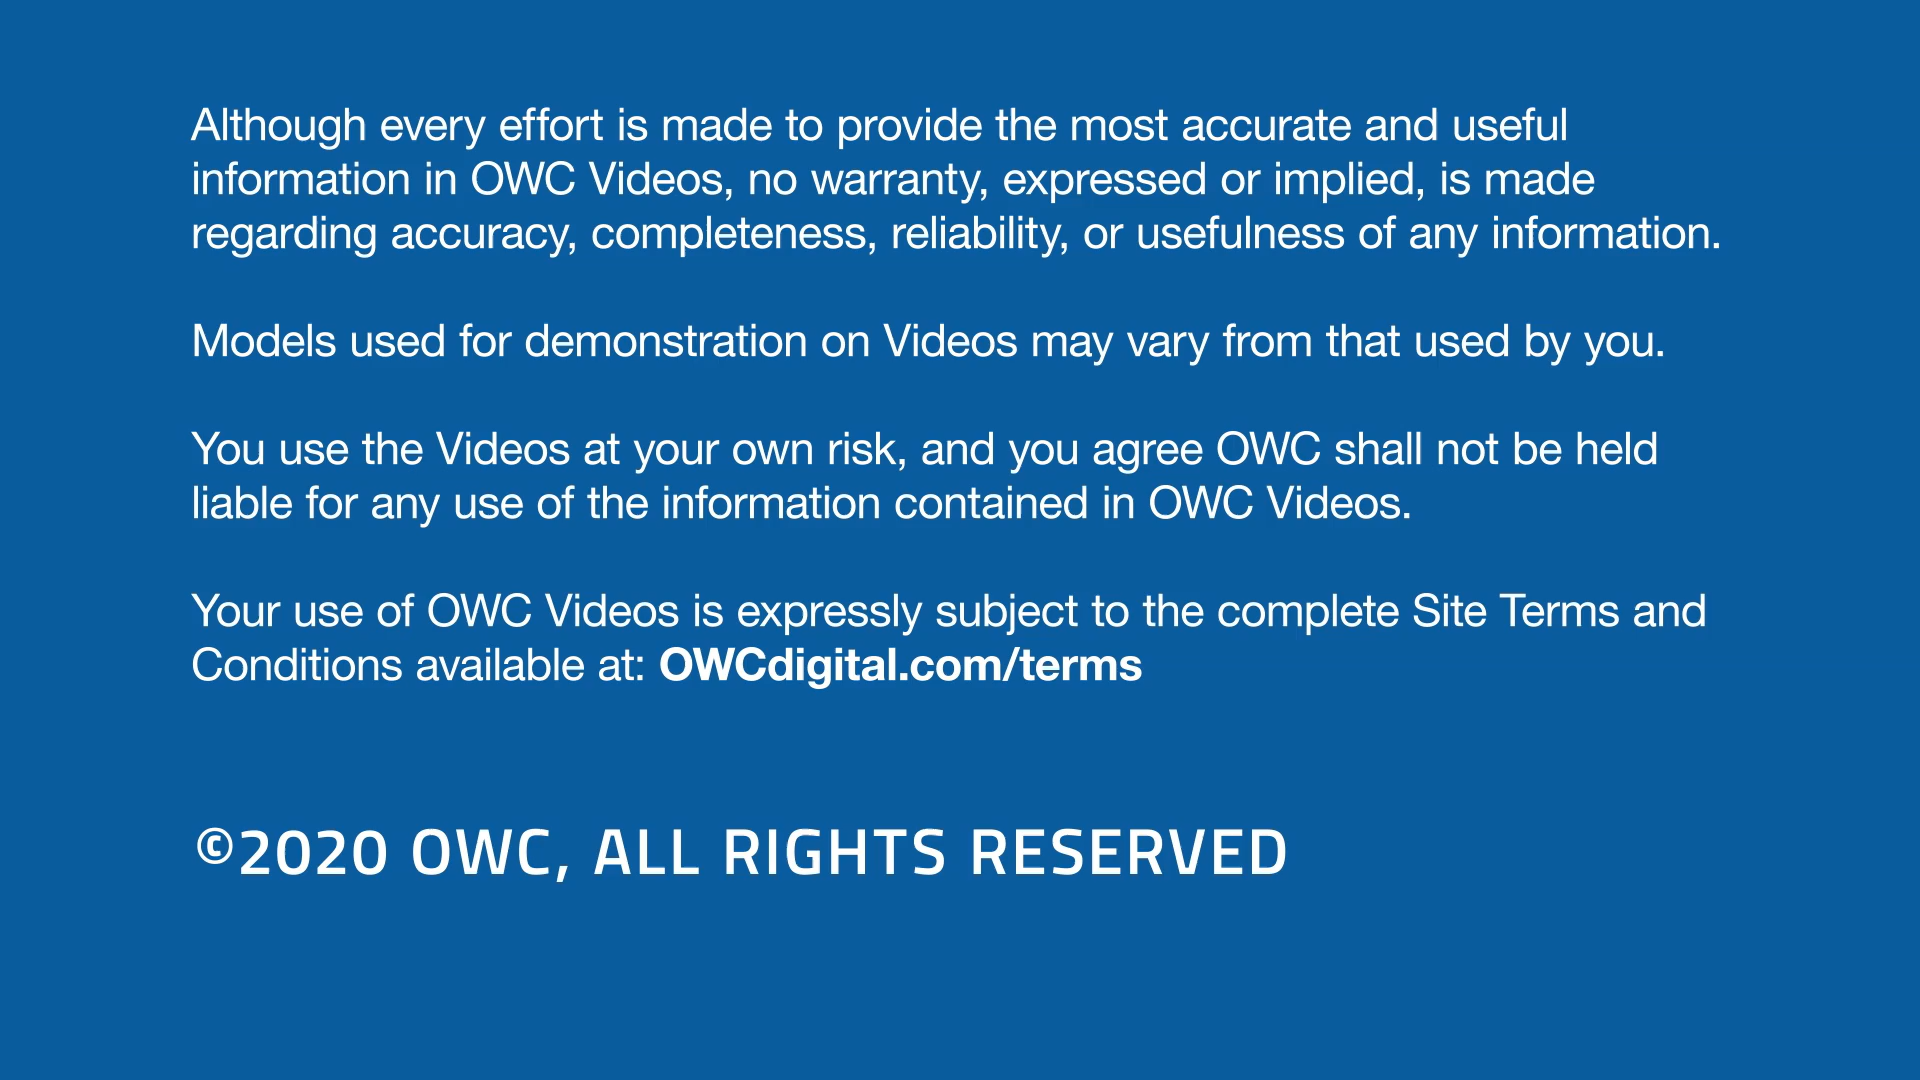 Although every effort is made to provide the most accurate and useful
information in OWC Videos, no warranty, expressed or implied, is made
regarding accuracy, completeness, reliability, or usefulness of any information.
Models used for demonstration on Videos may vary from that used by you.
You use the Videos at your own risk, and you agree OWC shall not be held
liable for any use of the information contained in OWC Videos.
Your use of OWC Videos is expressly subject to the complete Site Terms and
Conditions available at: OWCdigital.com/terms
©2020 OWC, ALL RIGHTS RESERVED